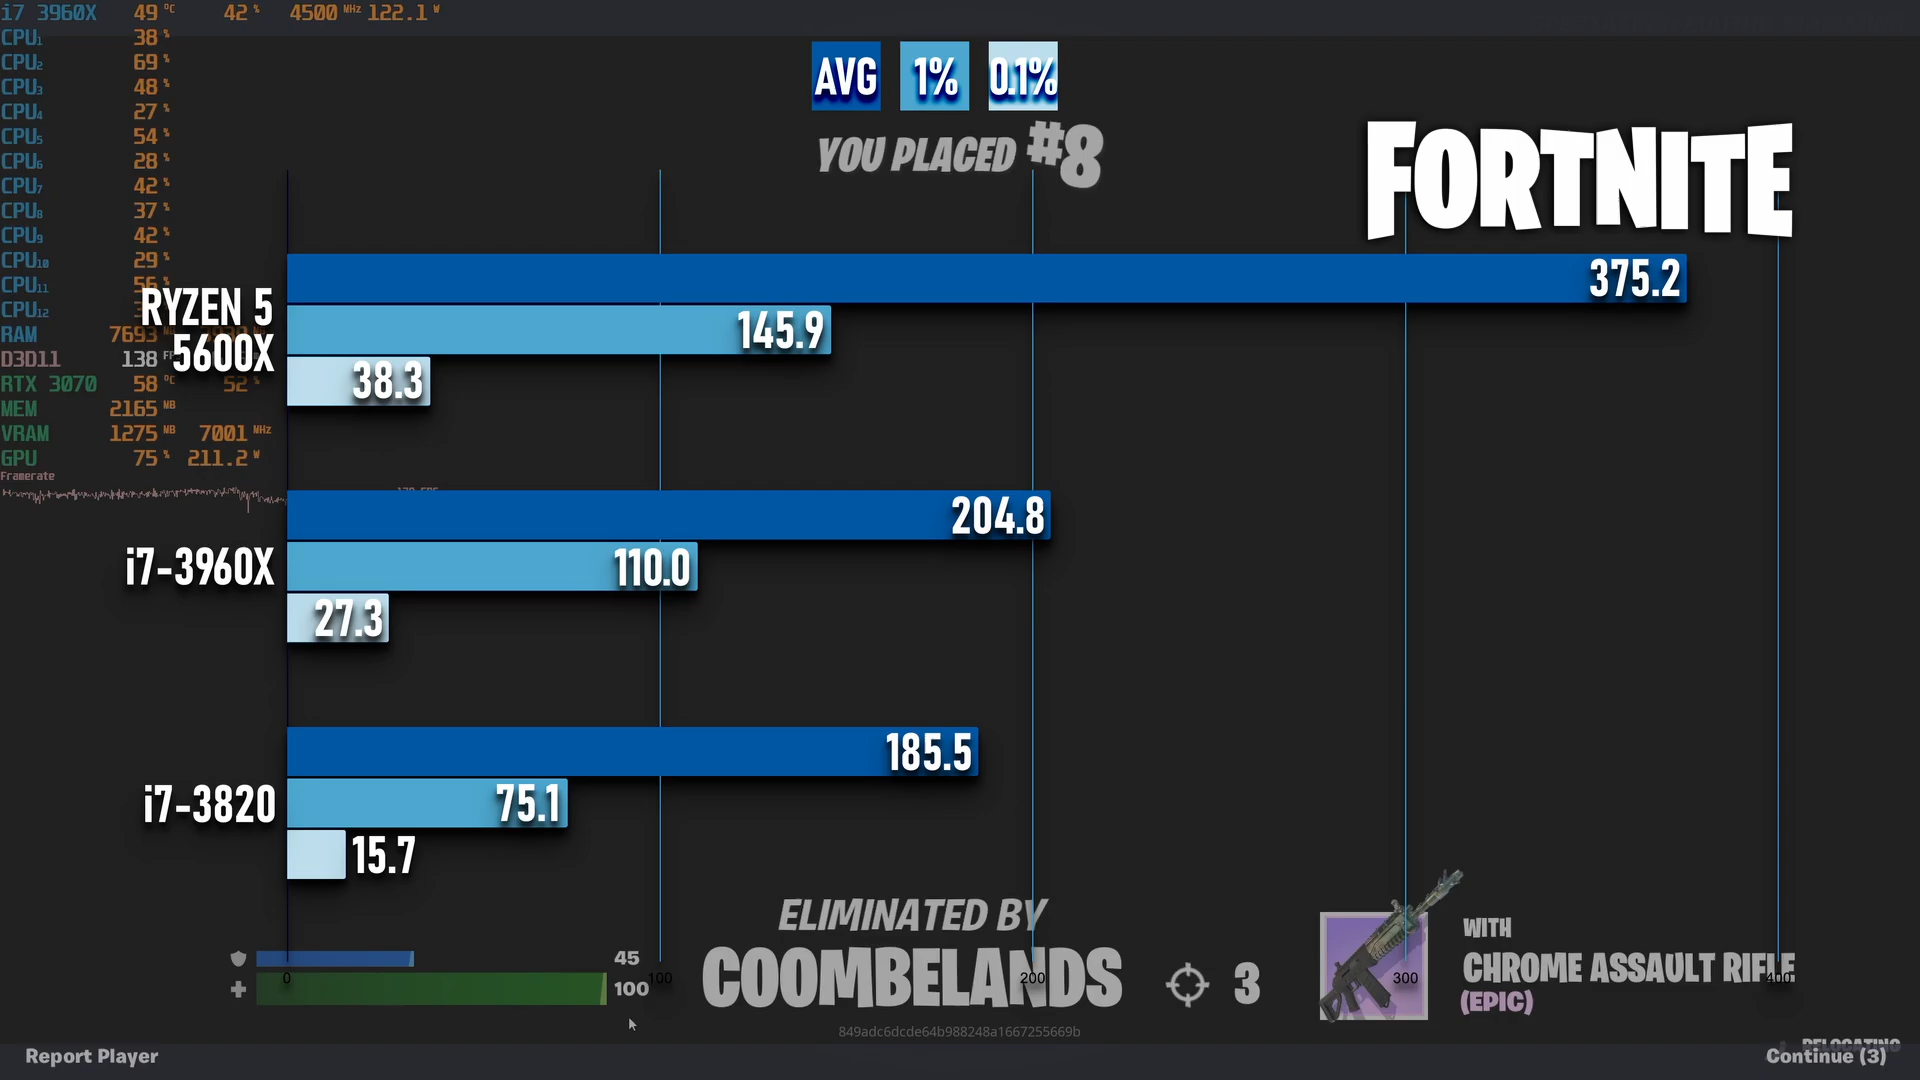 i7 3960X 49 °C 42 % 4500 MHz 122.1 W
CPU1 38 %
CPU2 69 %
CPU3 48 %
CPU4 27 %
CPU5 54 %
CPU6 28 %
CPU7 42 %
CPU8 37 %
CPU9 42 %
CPU10 29 %
CPU11 56 %
CPU12
RAM 7693
D3D11 138
RTX 3070 58 °C 52 %
MEM 2165 MB
VRAM 1275 MB 7001 MHz
GPU 75 % 211.2 W
Framerate
AVG 1% 0.1%
YOU PLACED #8
FORTNITE
RYZEN 5
5600X
375.2
145.9
38.3
i7-3960X
204.8
110.0
27.3
i7-3820
185.5
75.1
15.7
0 100 200 300 400
45
100
ELIMINATED BY
COOMBELANDS
3
WITH
CHROME ASSAULT RIFLE
(EPIC)
849adc6dcde64b988248a1667255669b
RELOCATING
Report Player
Continue (3)